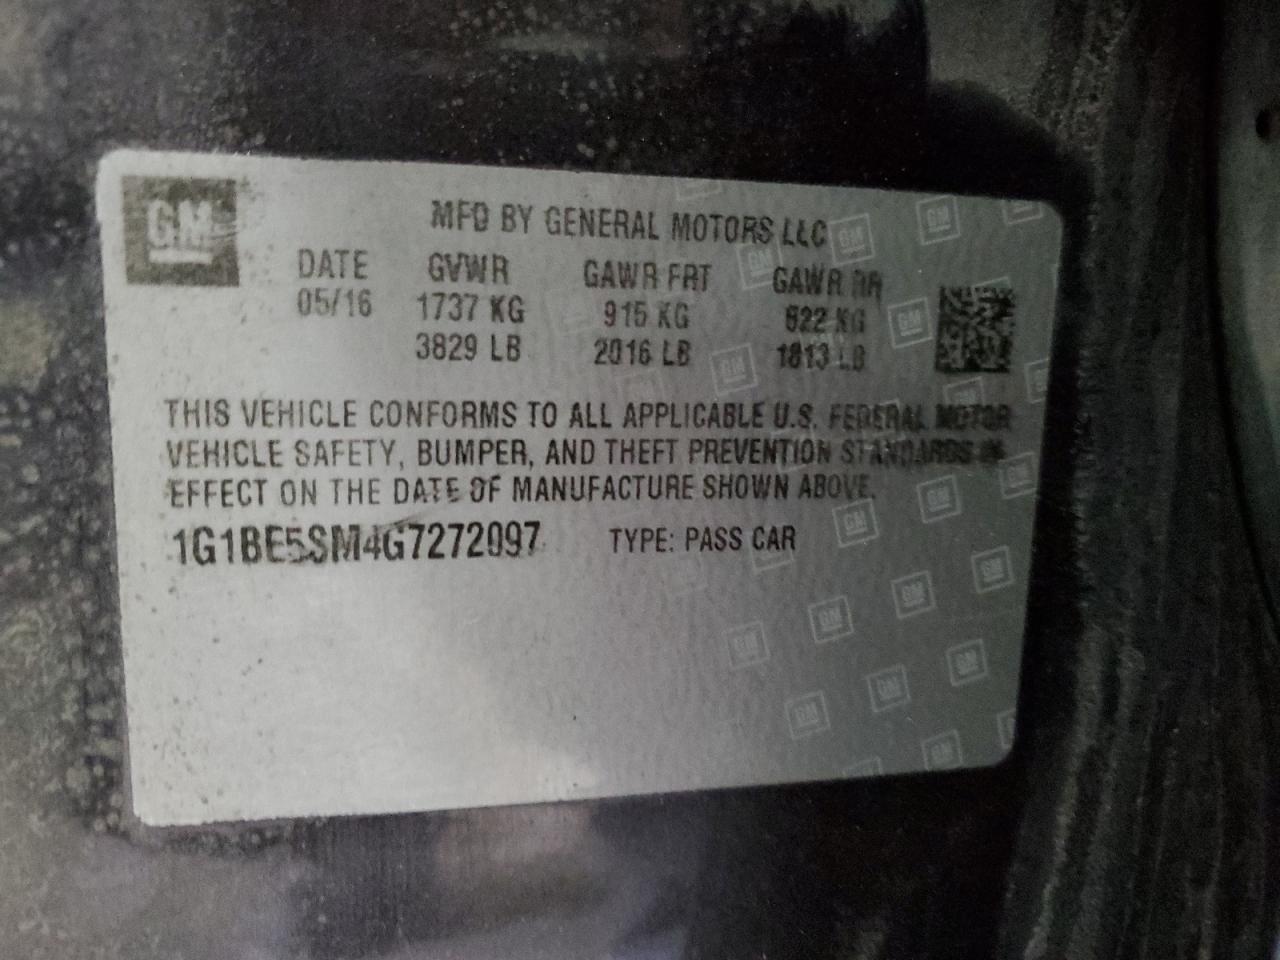 GM
MFD BY GENERAL MOTORS LLC
DATE GVWR GAWR FRT GAWR RR
05/16 1737 KG 915 KG 822 KG
3829 LB 2016 LB 1813 LB
THIS VEHICLE CONFORMS TO ALL APPLICABLE U.S. FEDERAL MOTOR
VEHICLE SAFETY, BUMPER, AND THEFT PREVENTION STANDARDS IN
EFFECT ON THE DATE OF MANUFACTURE SHOWN ABOVE.
1G1BE5SM4G7272097 TYPE: PASS CAR